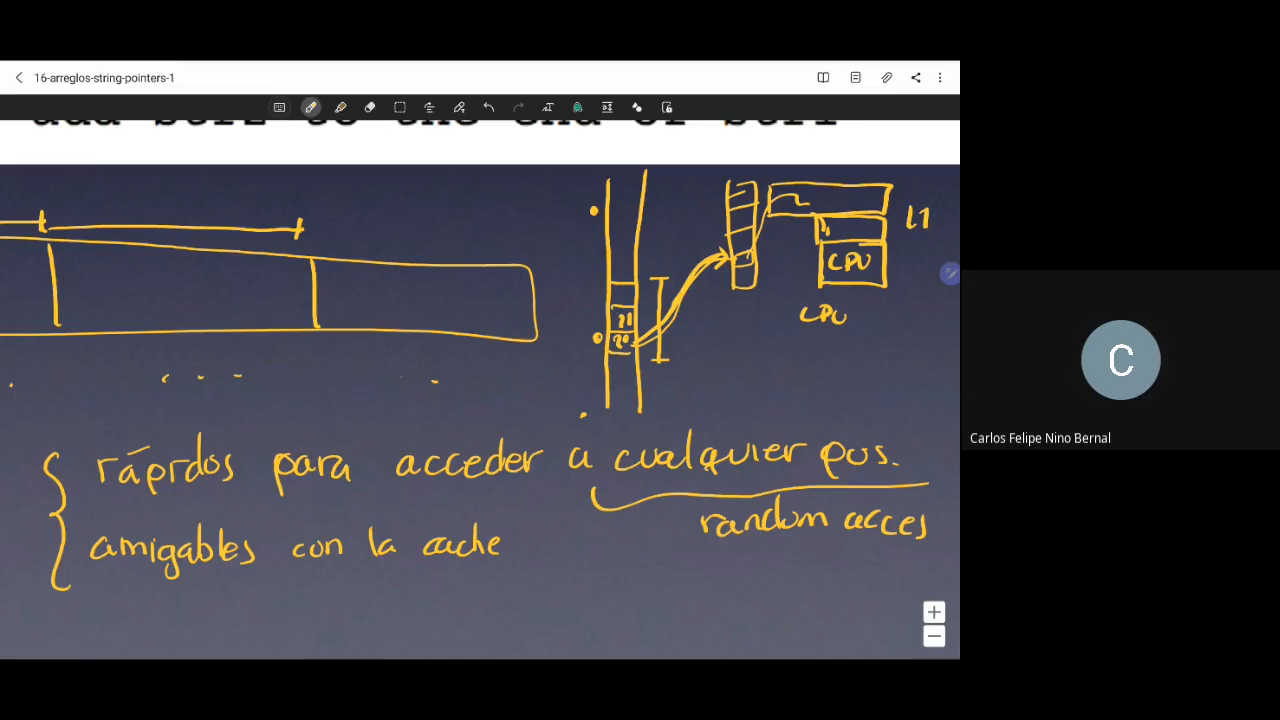 16-arreglos-string-pointers-1
L1
CPU
CPU
rápidos para acceder a cualquier pos.
random acces
amigables con la cache
C
Carlos Felipe Nino Bernal